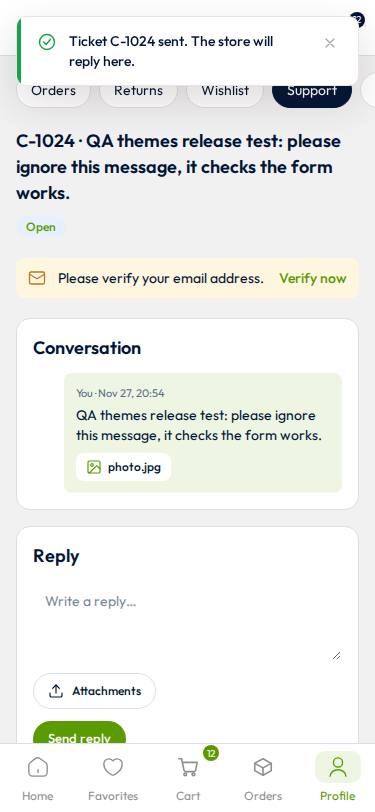 Ticket C-1024 sent. The store will
reply here.
Orders
Returns
Wishlist
Support
C-1024 · QA themes release test: please
ignore this message, it checks the form
works.
Open
Please verify your email address.
Verify now
Conversation
You · Nov 27, 20:54
QA themes release test: please ignore
this message, it checks the form works.
photo.jpg
Reply
Write a reply…
Attachments
Send reply
12
Home
Favorites
Cart
Orders
Profile